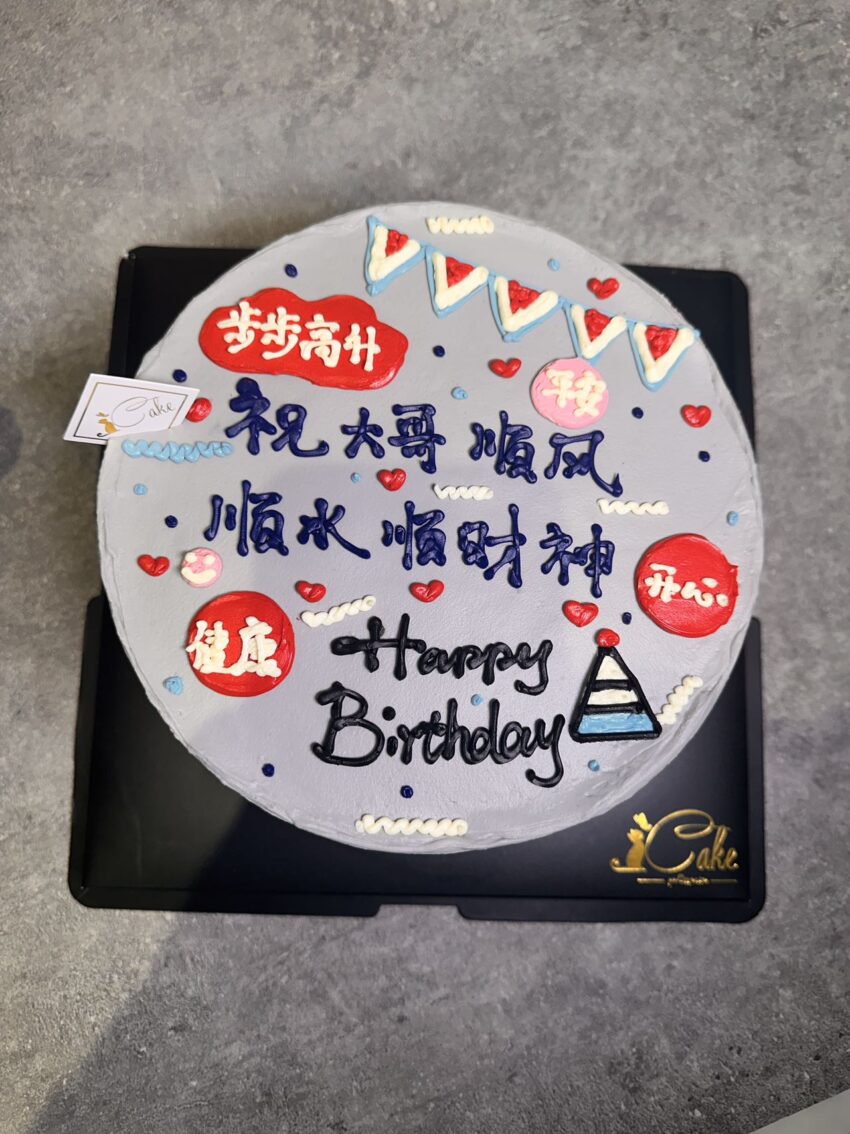 步步高升
平安
祝大哥顺风
顺水顺财神
开心
健康
Happy
Birthday
Cake
Cake